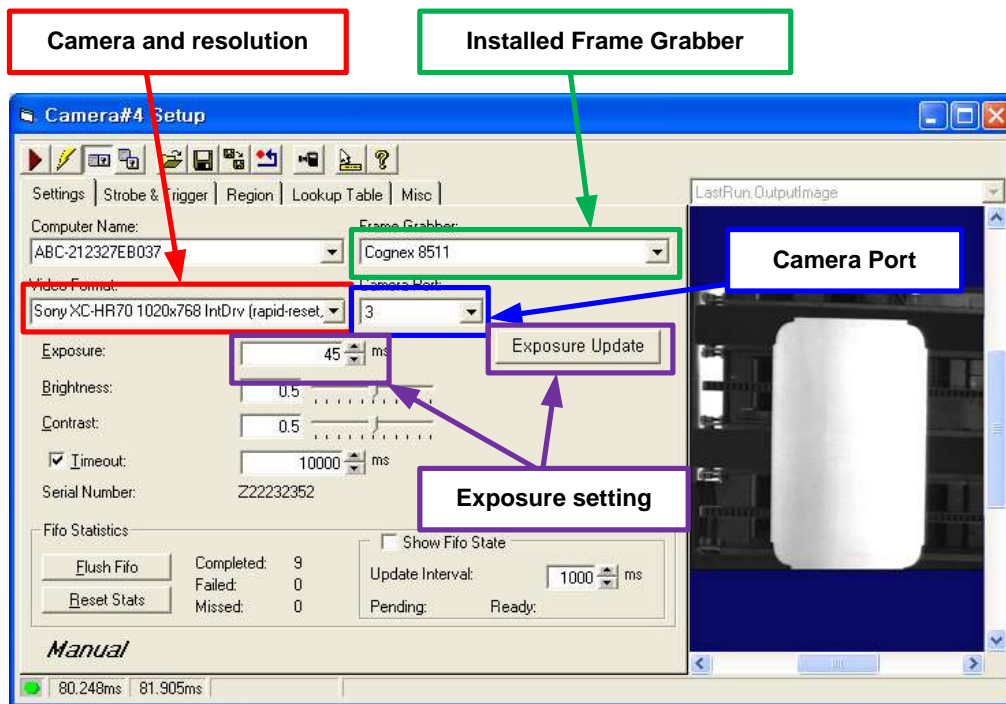 Camera and resolution
Installed Frame Grabber
Camera#4 Setup
Settings Strobe & Trigger Region Lookup Table Misc
LastRun.OutputImage
Computer Name:
Frame Grabber:
ABC-212327EB037
Cognex 8511
Camera Port
Video Format:
Camera Port:
Sony XC-HR70 1020x768 IntDrv (rapid-reset,
3
Exposure:
45 ms
Exposure Update
Brightness:
0.5
Contrast:
0.5
Timeout:
10000 ms
Serial Number:
Z22232352
Exposure setting
Fifo Statistics
Flush Fifo
Reset Stats
Completed: 9
Failed: 0
Missed: 0
Show Fifo State
Update Interval: 1000 ms
Pending: Ready:
Manual
80.248ms 81.905ms